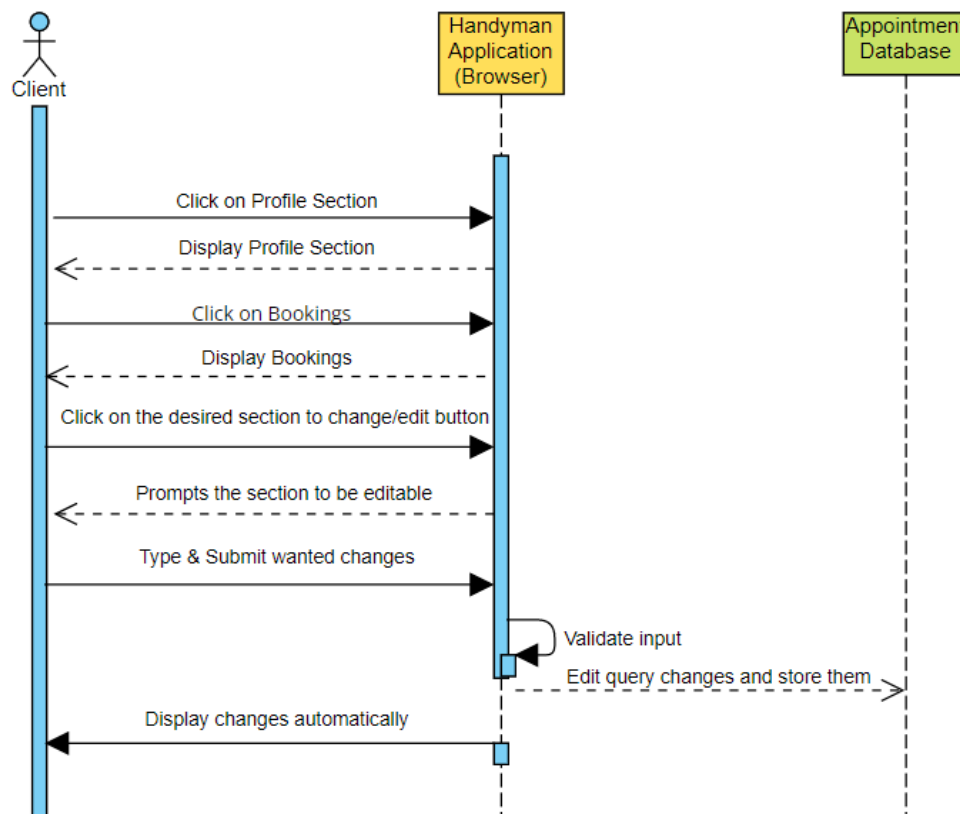 Client
Handyman
Application
(Browser)
Appointmen
Database
Click on Profile Section
Display Profile Section
Click on Bookings
Display Bookings
Click on the desired section to change/edit button
Prompts the section to be editable
Type & Submit wanted changes
Validate input
Edit query changes and store them
Display changes automatically